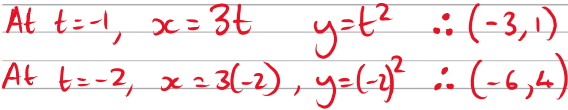 At t=-1, x=3t y=t² ∴ (-3,1)
At t=-2, x=3(-2), y=(-2)² ∴ (-6,4)